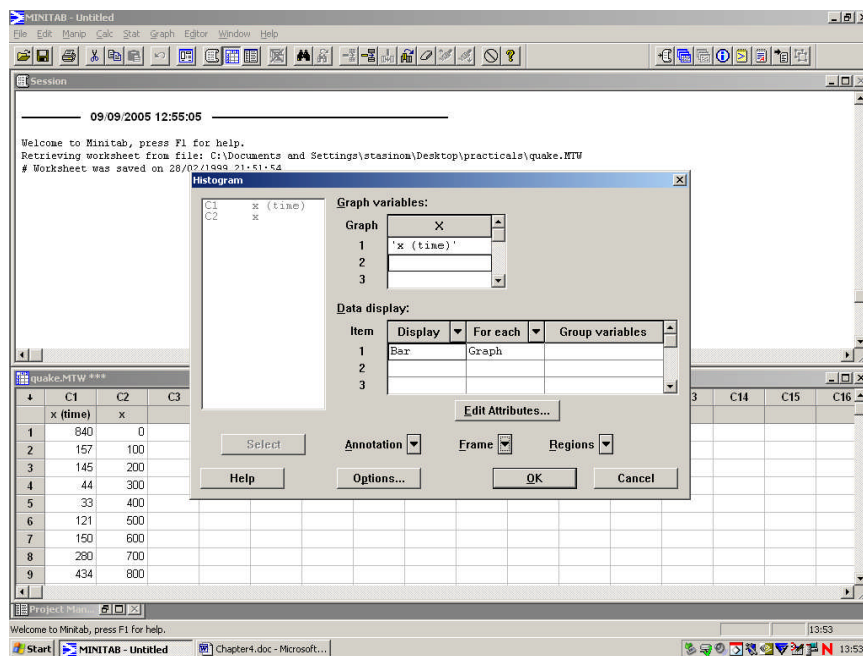 MINITAB - Untitled
File Edit Manip Calc Stat Graph Editor Window Help
Session
09/09/2005 12:55:05
Welcome to Minitab, press F1 for help.
Retrieving worksheet from file: C:\Documents and Settings\stasinom\Desktop\practicals\quake.MTW
# Worksheet was saved on 28/02/1999 21:51:54
Histogram
C1 x (time)
C2 x
Graph variables:
Graph X
1 'x (time)'
2
3
Data display:
Item Display For each Group variables
1 Bar Graph
2
3
Edit Attributes...
Select Annotation Frame Regions
Help Options... OK Cancel
quake.MTW ***
C1 C2 C3 3 C14 C15 C16
x (time) x
1 840 0
2 157 100
3 145 200
4 44 300
5 33 400
6 121 500
7 150 600
8 280 700
9 434 800
Project Man...
Welcome to Minitab, press F1 for help. 13:53
Start MINITAB - Untitled Chapter4.doc - Microsoft... N 13:53